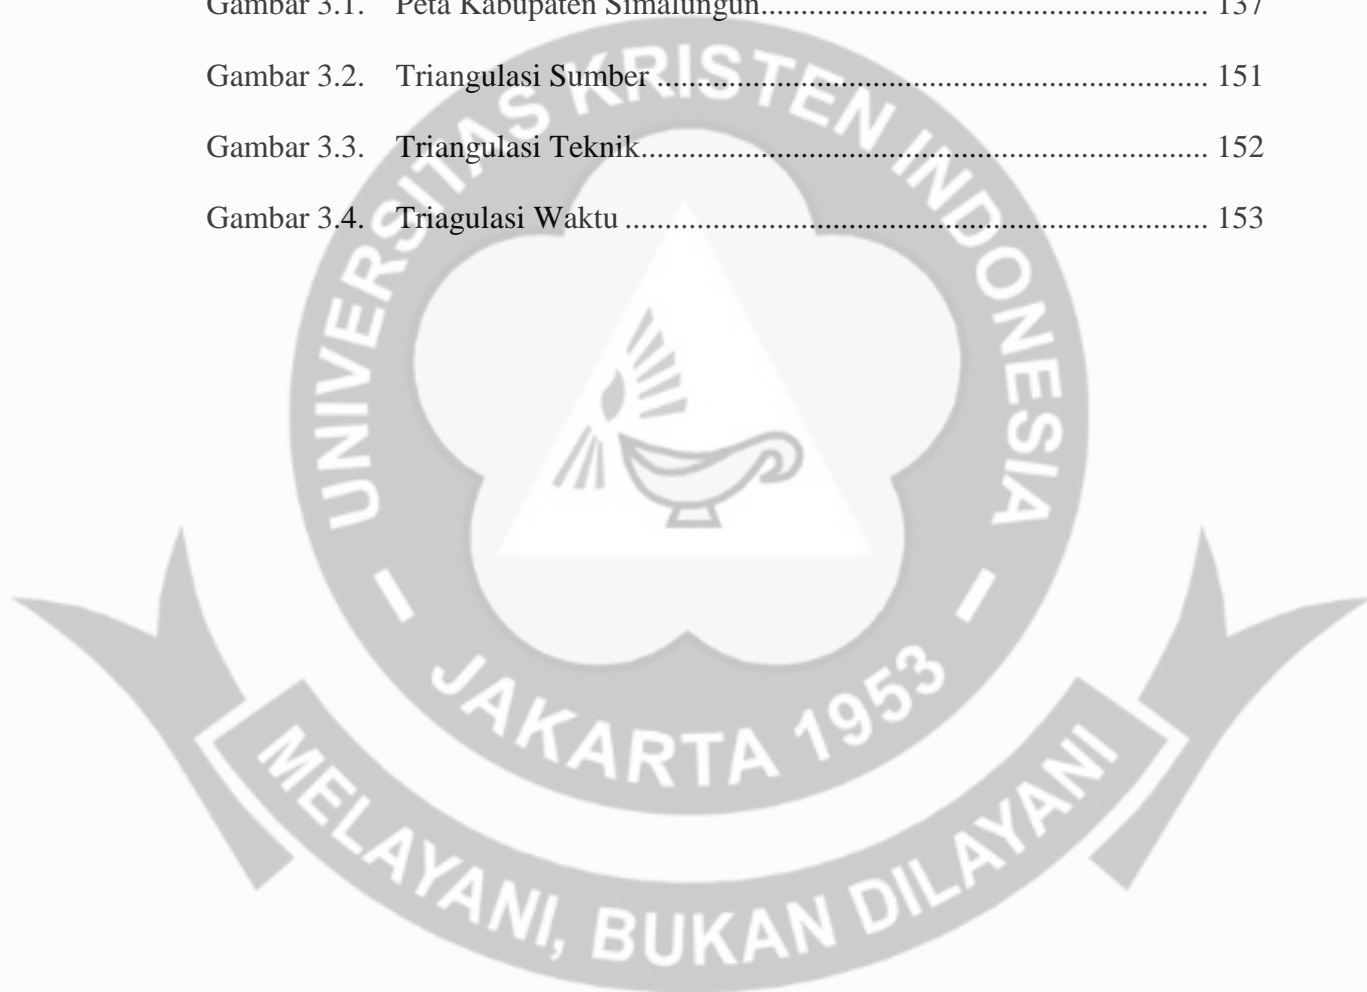 Gambar 3.1. Peta Kabupaten Simalungun.......................................................... 137
Gambar 3.2. Triangulasi Sumber ...................................................................... 151
Gambar 3.3. Triangulasi Teknik........................................................................ 152
Gambar 3.4. Triagulasi Waktu .......................................................................... 153
UNIVERSITAS KRISTEN INDONESIA
JAKARTA 1953
MELAYANI, BUKAN DILAYANI